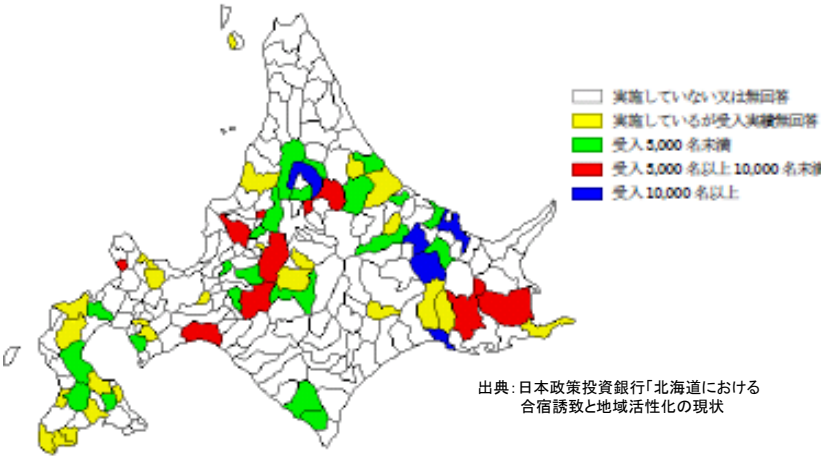 実施していない又は無回答
実施しているが受入実績無回答
受入 5,000 名未満
受入 5,000 名以上 10,000 名未満
受入 10,000 名以上
出典：日本政策投資銀行「北海道における
合宿誘致と地域活性化の現状